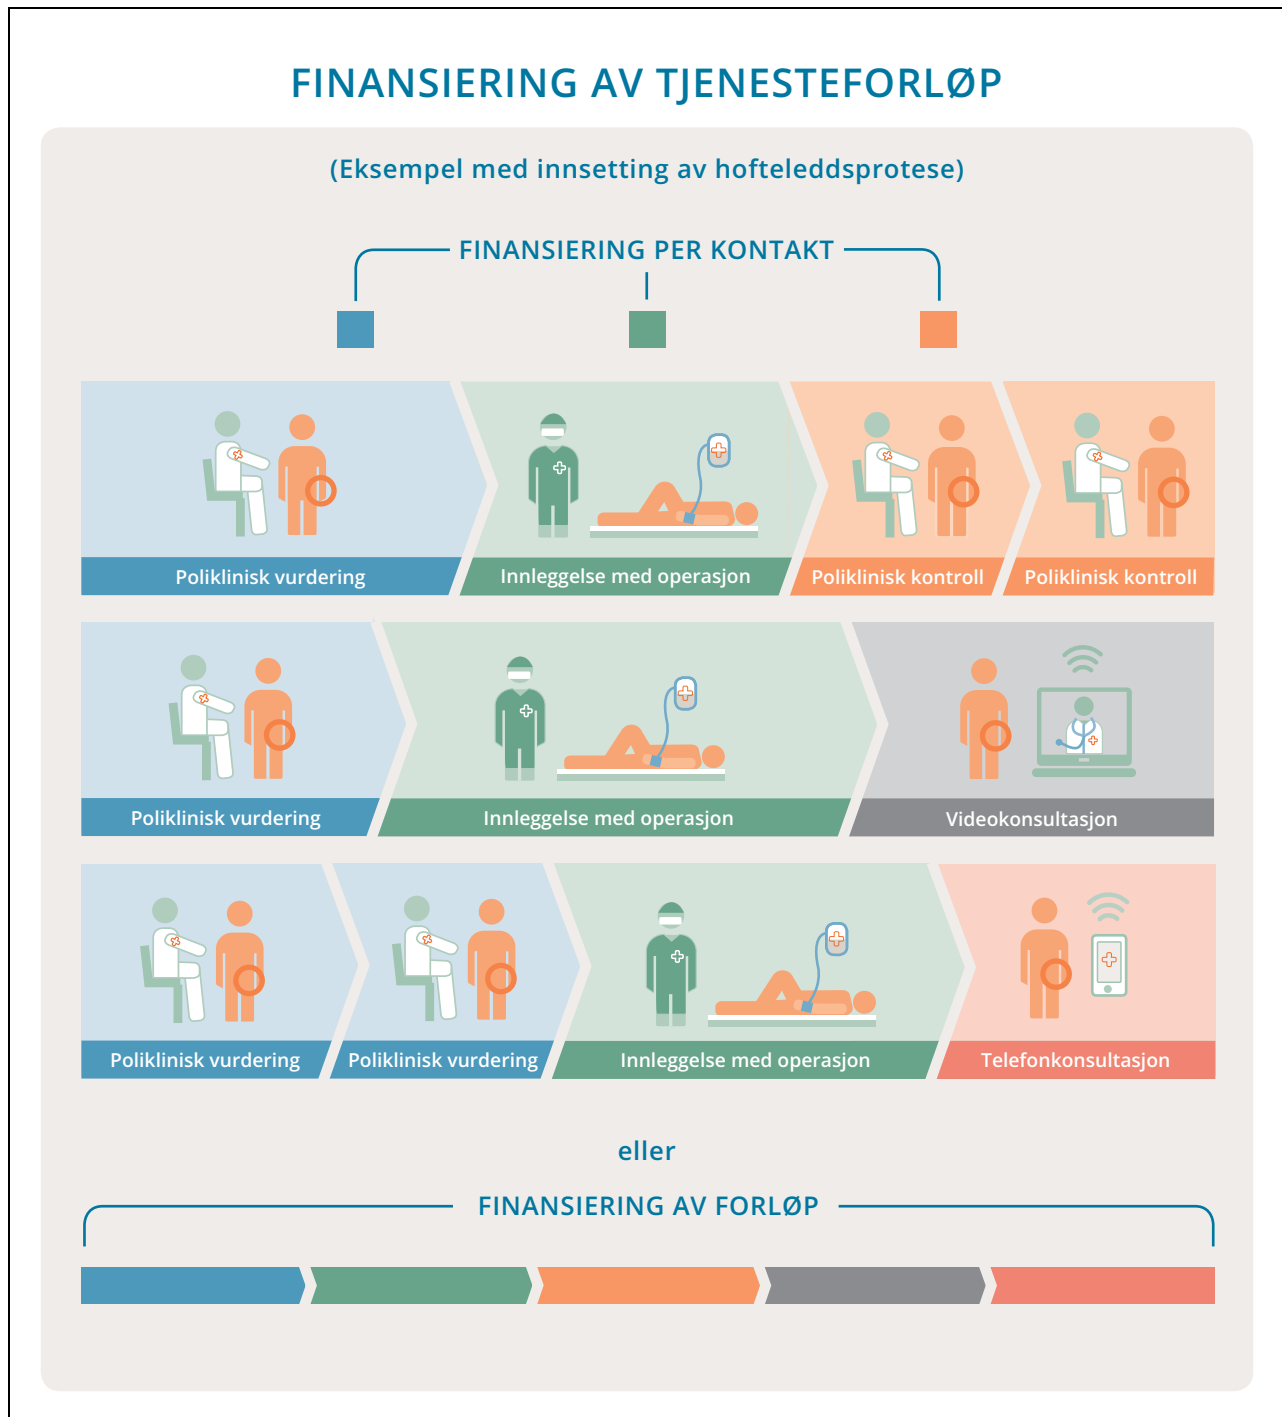 FINANSIERING AV TJENESTEFORLØP
(Eksempel med innsetting av hofteleddsprotese)
FINANSIERING PER KONTAKT
Poliklinisk vurdering
Innleggelse med operasjon
Poliklinisk kontroll
Poliklinisk kontroll
Poliklinisk vurdering
Innleggelse med operasjon
Videokonsultasjon
Poliklinisk vurdering
Poliklinisk vurdering
Innleggelse med operasjon
Telefonkonsultasjon
eller
FINANSIERING AV FORLØP